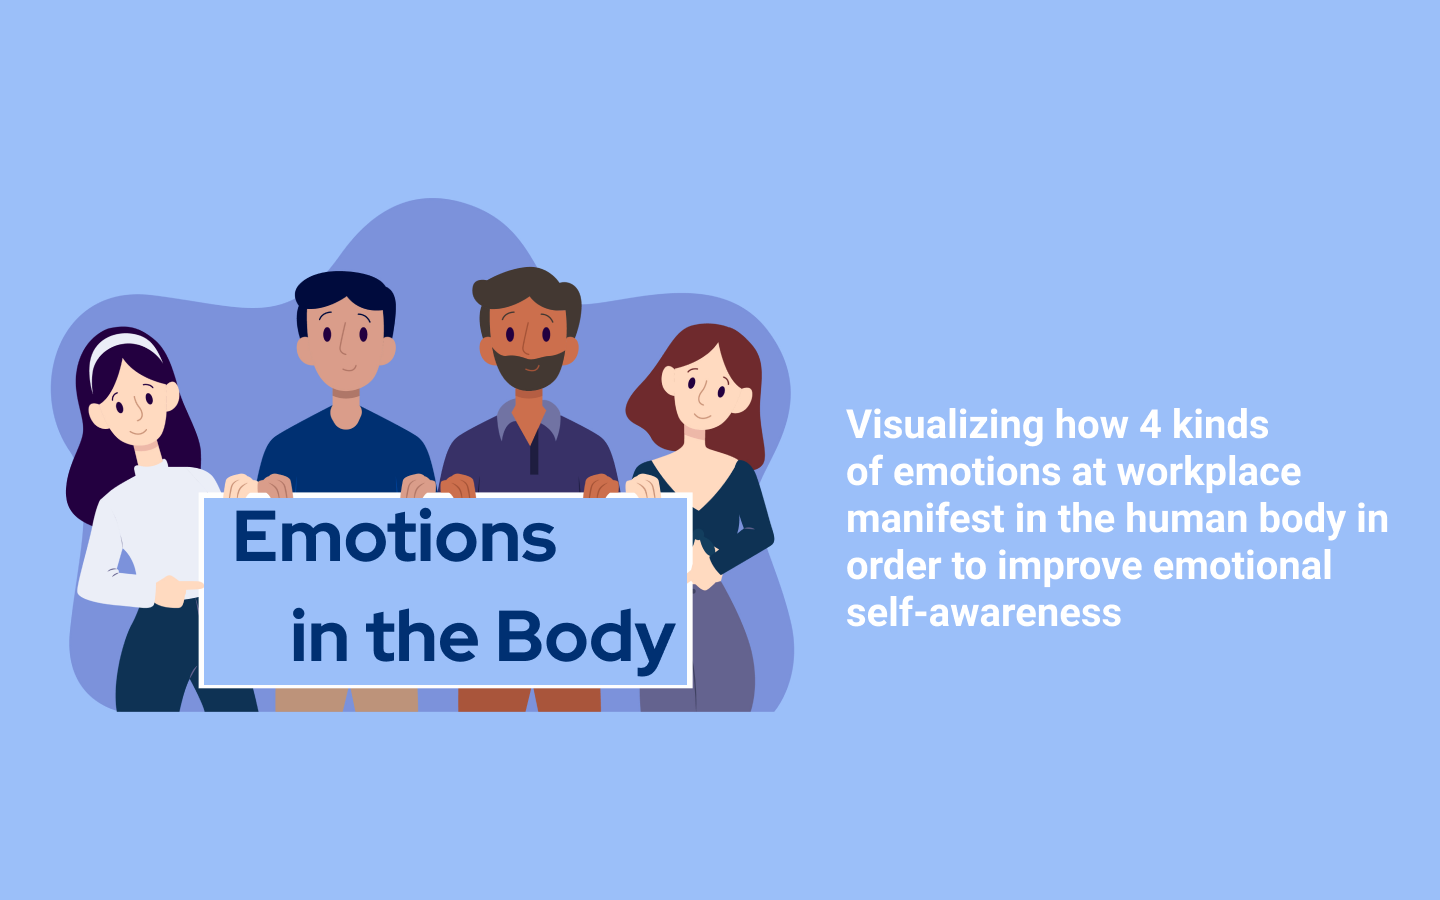 Emotions
in the Body
Visualizing how 4 kinds
of emotions at workplace
manifest in the human body in
order to improve emotional
self-awareness